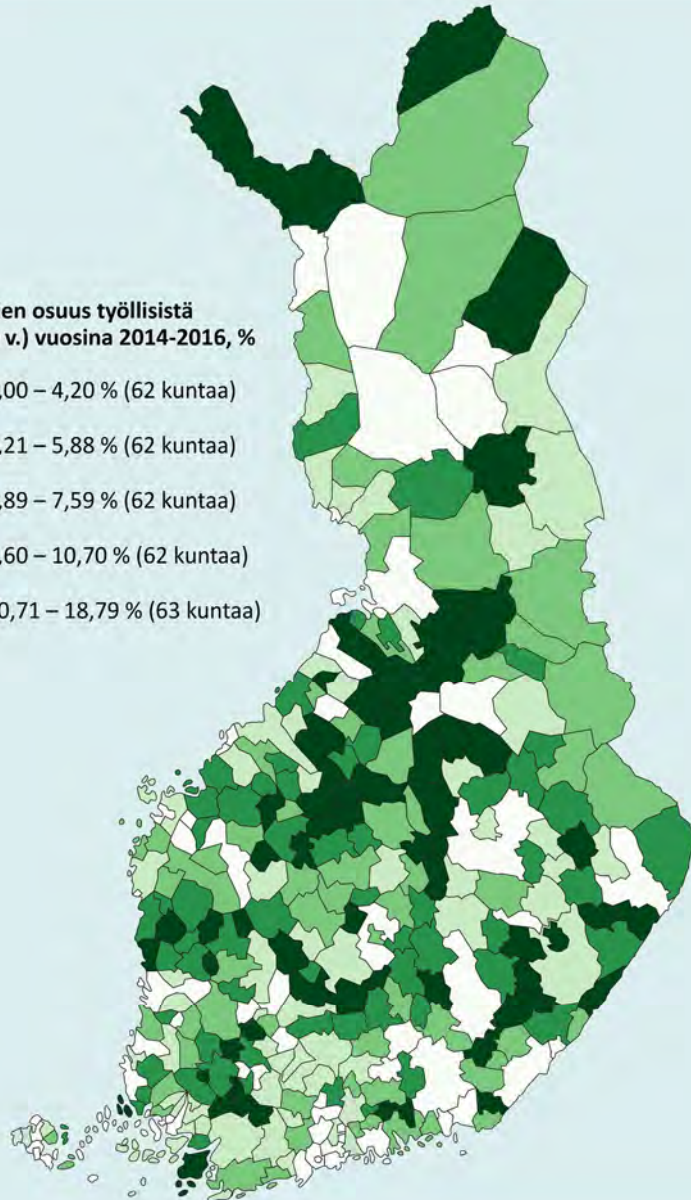 en osuus työllisistä
v.) vuosina 2014-2016, %
,00 – 4,20 % (62 kuntaa)
,21 – 5,88 % (62 kuntaa)
,89 – 7,59 % (62 kuntaa)
,60 – 10,70 % (62 kuntaa)
0,71 – 18,79 % (63 kuntaa)